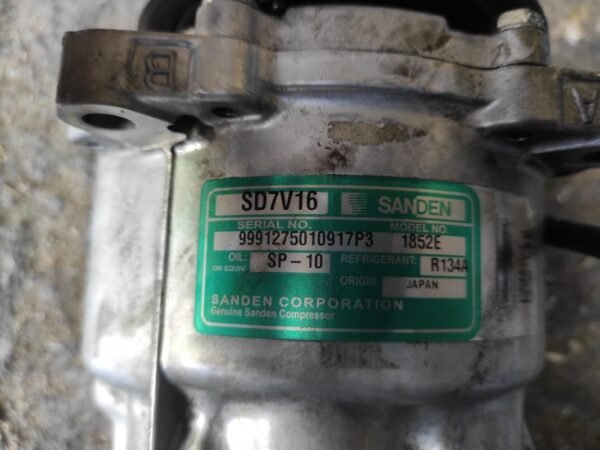 B
A
SD7V16 SANDEN
SERIAL NO. MODEL NO
9991275010917P3 1852E
OIL: SP-10 REFRIGERANT: R134A
OR EQUIV.
ORIGIN: JAPAN
SANDEN CORPORATION
Genuine Sanden Compressor